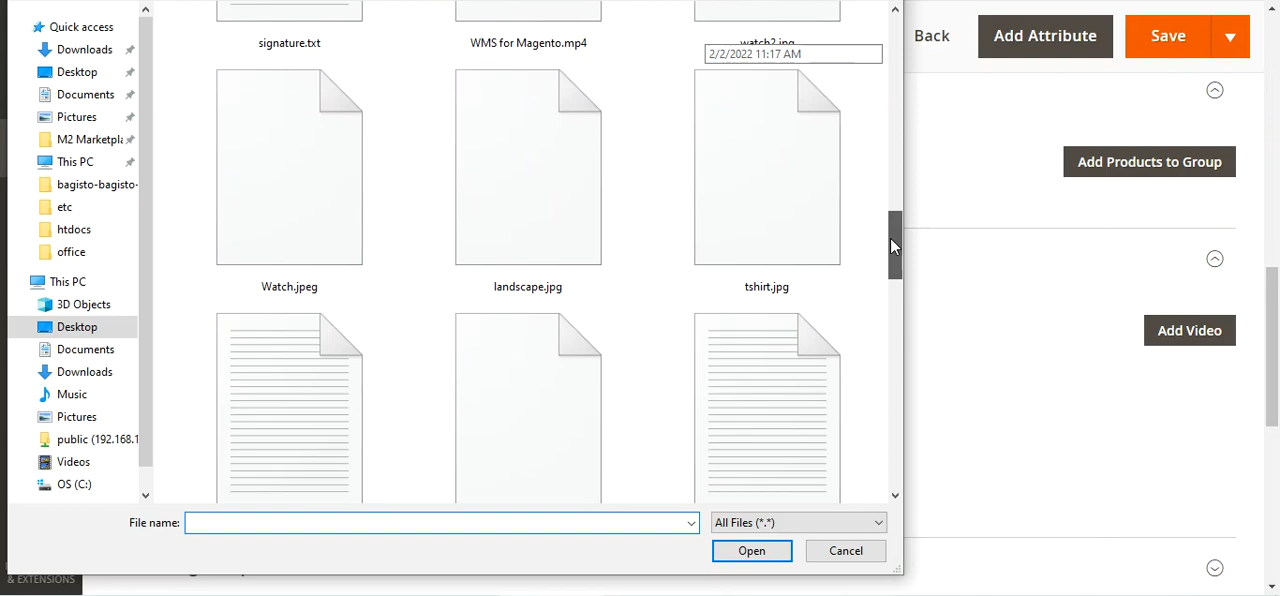 Quick access
Downloads
Desktop
Documents
Pictures
M2 Marketpla
This PC
bagisto-bagisto-
etc
htdocs
office
This PC
3D Objects
Desktop
Documents
Downloads
Music
Pictures
public (192.168.1
Videos
OS (C:)
signature.txt
WMS for Magento.mp4
watch2.jpg
2/2/2022 11:17 AM
Watch.jpeg
landscape.jpg
tshirt.jpg
File name:
All Files (*.*)
Open
Cancel
Back
Add Attribute
Save
Add Products to Group
Add Video
& EXTENSIONS